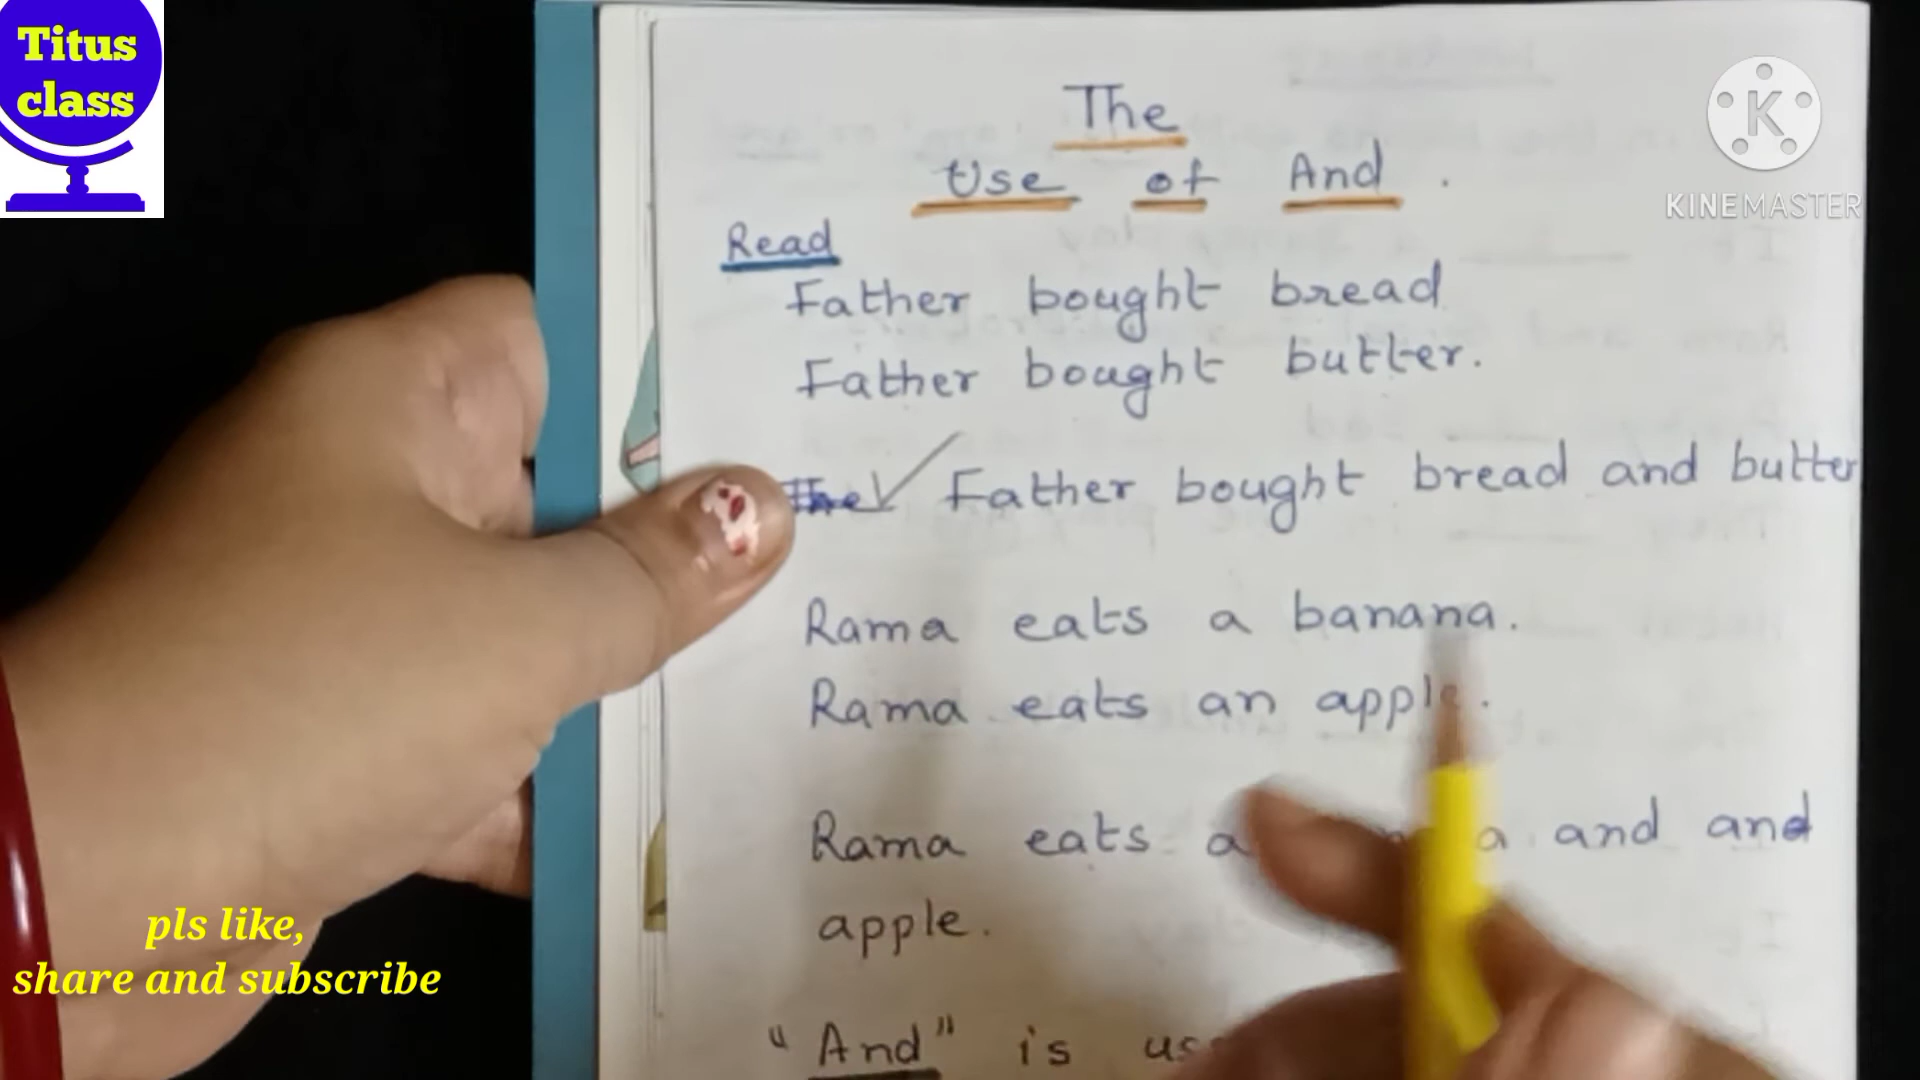 Titus
class
KINEMASTER
The
Use of And.
Read
Father bought bread
Father bought butter.
Father bought bread and butter
Rama eats a banana.
Rama eats an apple.
Rama eats and and
apple.
"And" is
pls like,
share and subscribe